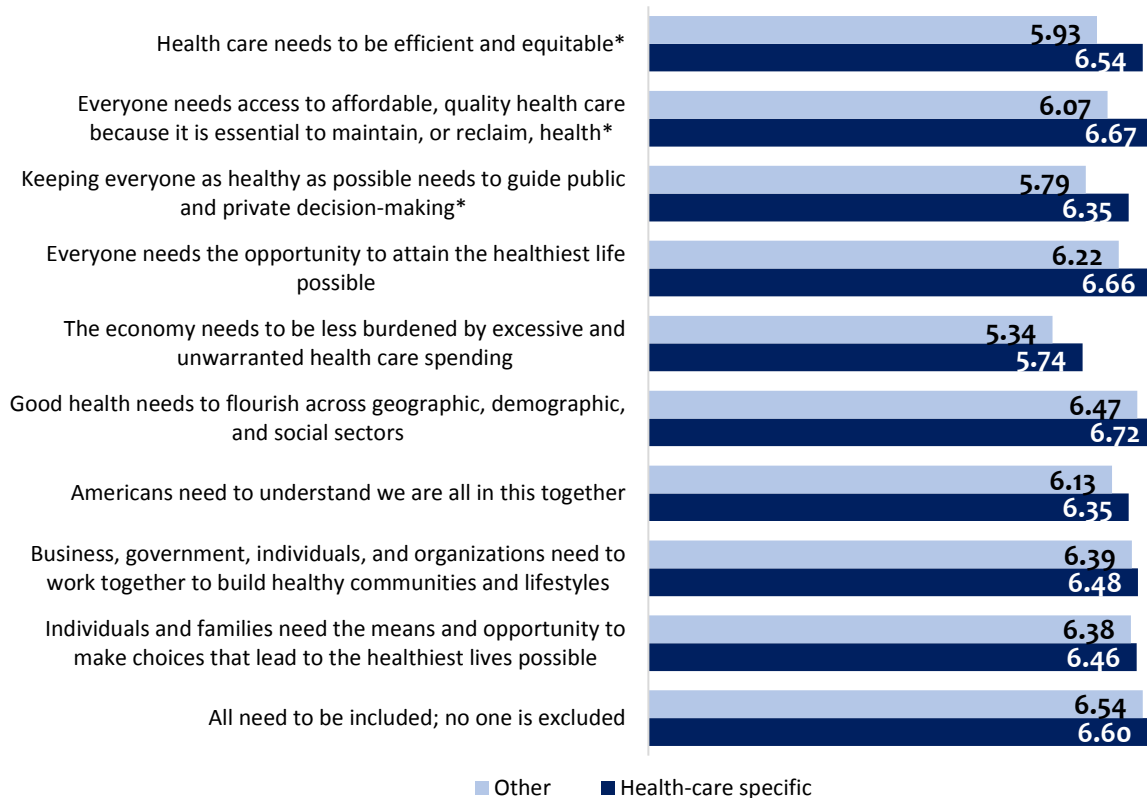 Health care needs to be efficient and equitable*
5.93
6.54
Everyone needs access to affordable, quality health care
because it is essential to maintain, or reclaim, health*
6.07
6.67
Keeping everyone as healthy as possible needs to guide public
and private decision-making*
5.79
6.35
Everyone needs the opportunity to attain the healthiest life
possible
6.22
6.66
The economy needs to be less burdened by excessive and
unwarranted health care spending
5.34
5.74
Good health needs to flourish across geographic, demographic,
and social sectors
6.47
6.72
Americans need to understand we are all in this together
6.13
6.35
Business, government, individuals, and organizations need to
work together to build healthy communities and lifestyles
6.39
6.48
Individuals and families need the means and opportunity to
make choices that lead to the healthiest lives possible
6.38
6.46
All need to be included; no one is excluded
6.54
6.60
Other
Health-care specific